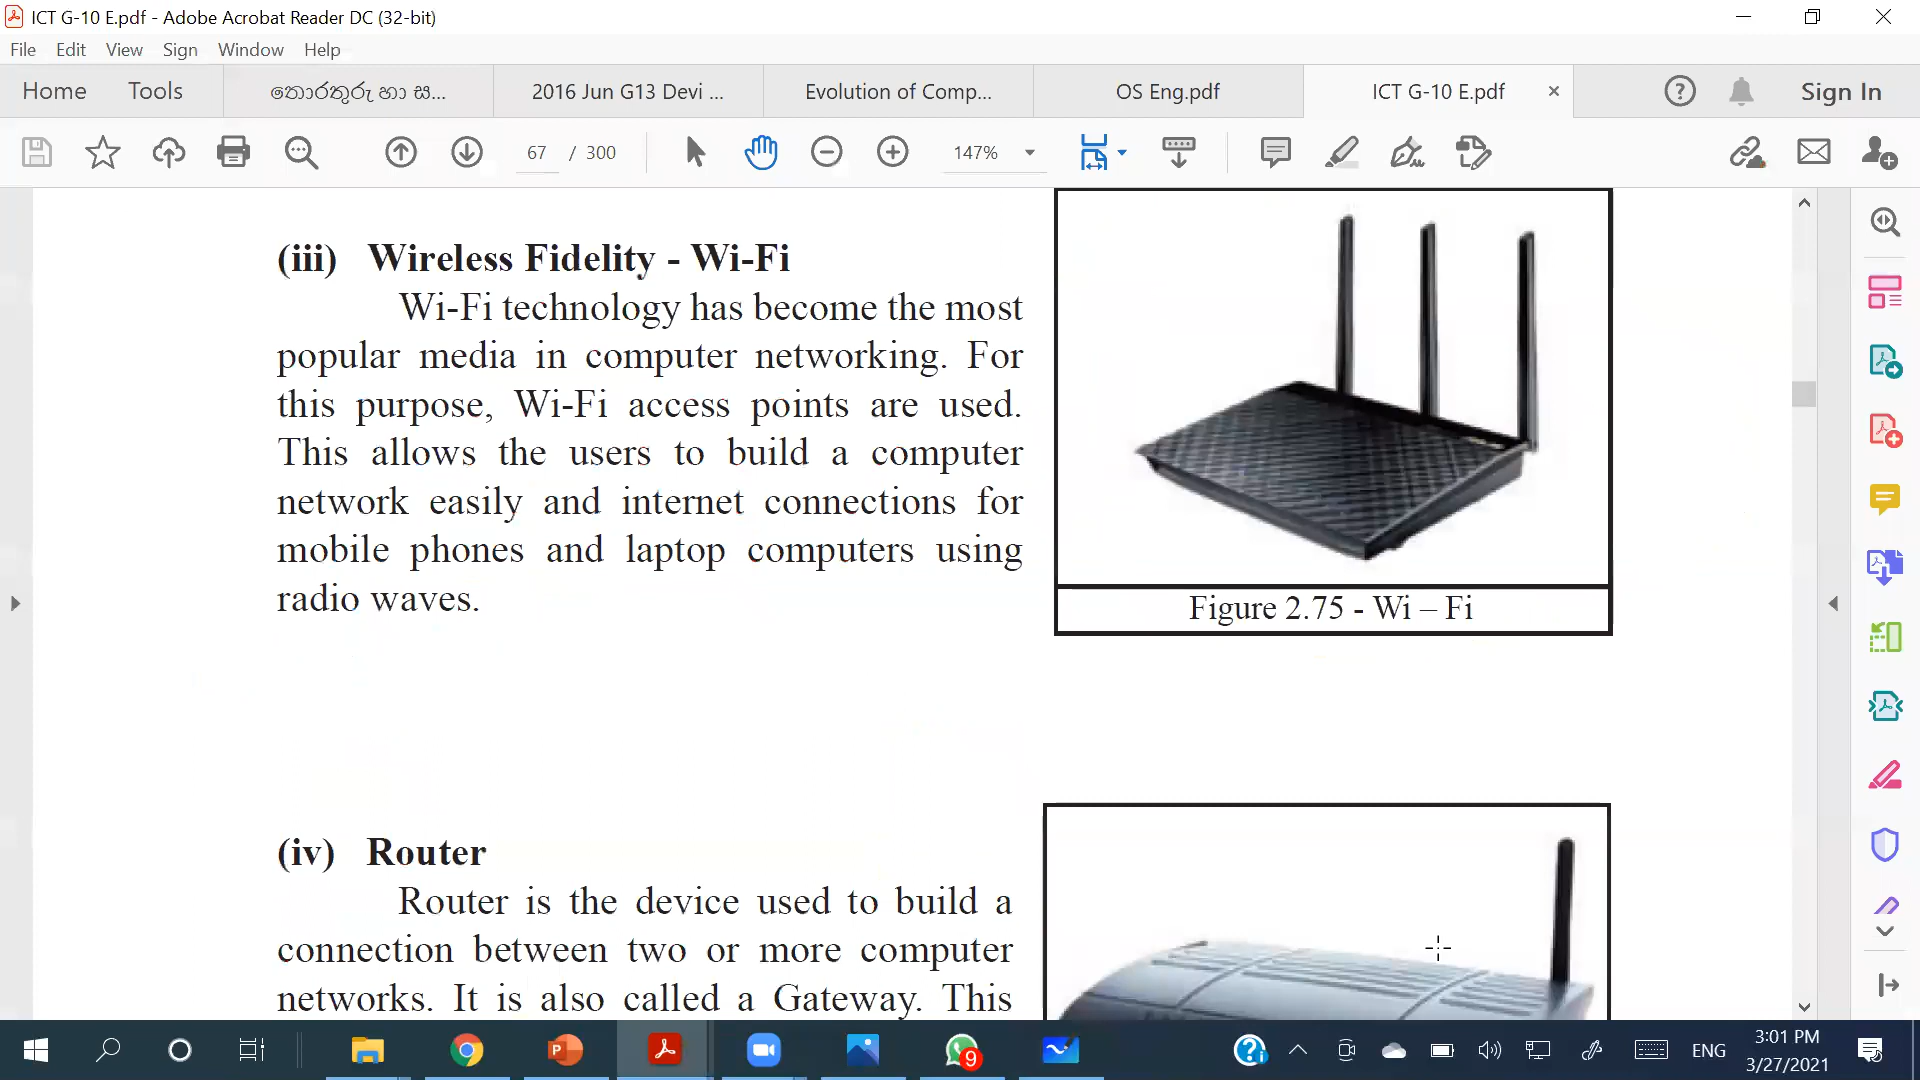 ICT G-10 E.pdf - Adobe Acrobat Reader DC (32-bit)
File Edit View Sign Window Help
Home Tools තොරතුරු හා ස... 2016 Jun G13 Devi ... Evolution of Comp... OS Eng.pdf ICT G-10 E.pdf × Sign In
67 / 300 147%
(iii) Wireless Fidelity - Wi-Fi
Wi-Fi technology has become the most
popular media in computer networking. For
this purpose, Wi-Fi access points are used.
This allows the users to build a computer
network easily and internet connections for
mobile phones and laptop computers using
radio waves.
Figure 2.75 - Wi – Fi
(iv) Router
Router is the device used to build a
connection between two or more computer
networks. It is also called a Gateway. This
9
ENG
3:01 PM
3/27/2021